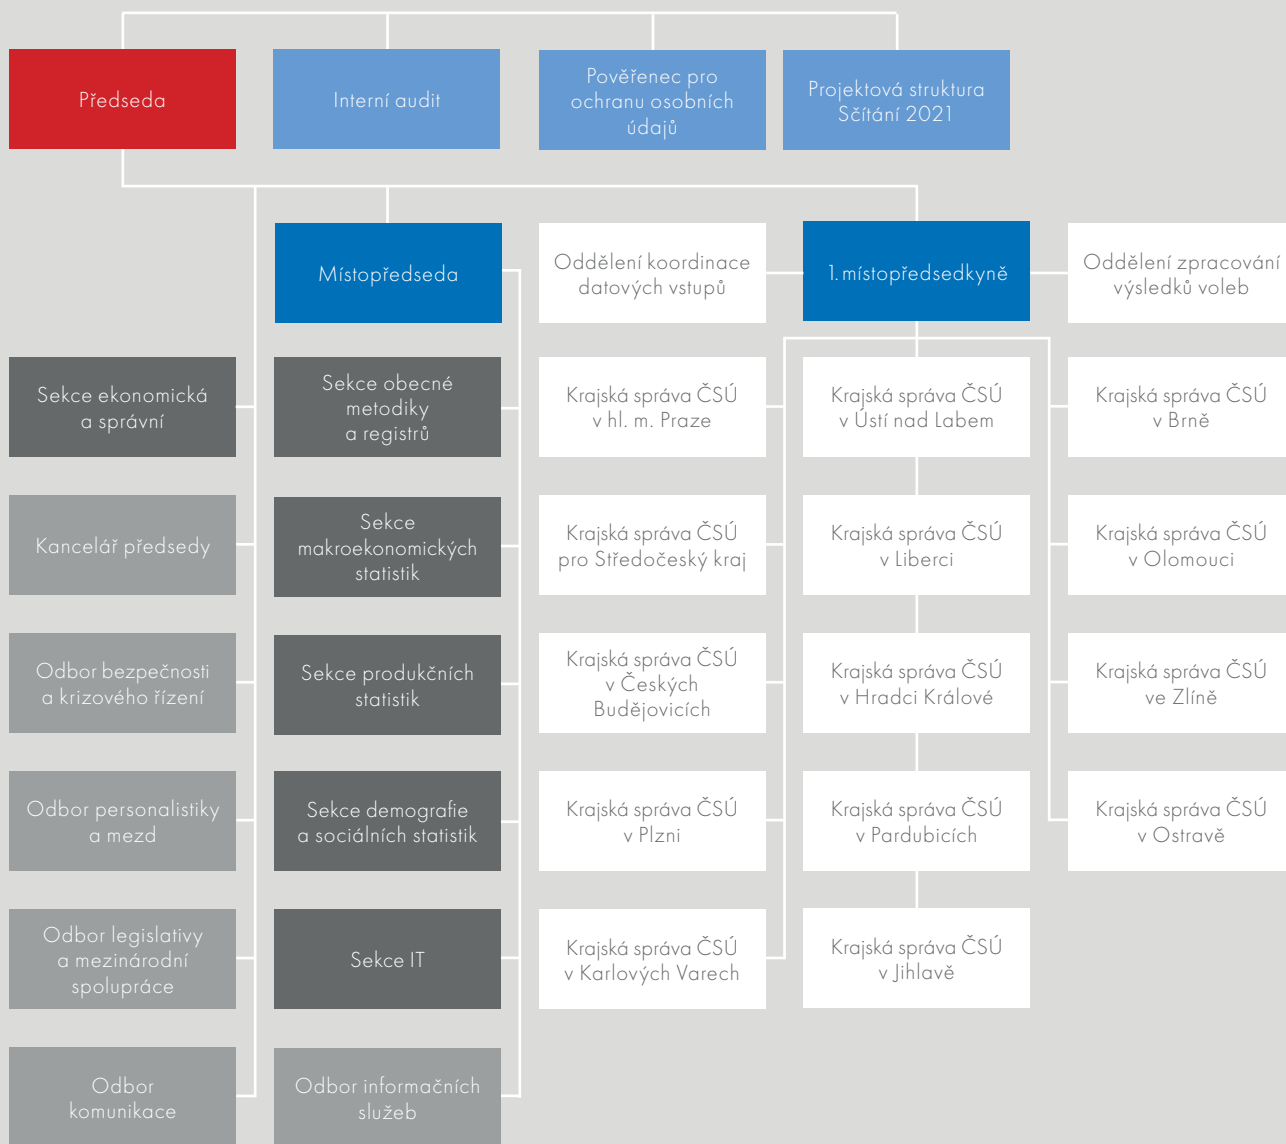 Předseda
Interní audit
Pověřenec pro
ochranu osobních
údajů
Projektová struktura
Sčítání 2021
Místopředseda
Oddělení koordinace
datových vstupů
1. místopředsedkyně
Oddělení zpracování
výsledků voleb
Sekce ekonomická
a správní
Sekce obecné
metodiky
a registrů
Krajská správa ČSÚ
v hl. m. Praze
Krajská správa ČSÚ
v Ústí nad Labem
Krajská správa ČSÚ
v Brně
Kancelář předsedy
Sekce
makroekonomických
statistik
Krajská správa ČSÚ
pro Středočeský kraj
Krajská správa ČSÚ
v Liberci
Krajská správa ČSÚ
v Olomouci
Odbor bezpečnosti
a krizového řízení
Sekce produkčních
statistik
Krajská správa ČSÚ
v Českých
Budějovicích
Krajská správa ČSÚ
v Hradci Králové
Krajská správa ČSÚ
ve Zlíně
Odbor personalistiky
a mezd
Sekce demografie
a sociálních statistik
Krajská správa ČSÚ
v Plzni
Krajská správa ČSÚ
v Pardubicích
Krajská správa ČSÚ
v Ostravě
Odbor legislativy
a mezinárodní
spolupráce
Sekce IT
Krajská správa ČSÚ
v Karlových Varech
Krajská správa ČSÚ
v Jihlavě
Odbor
komunikace
Odbor informačních
služeb